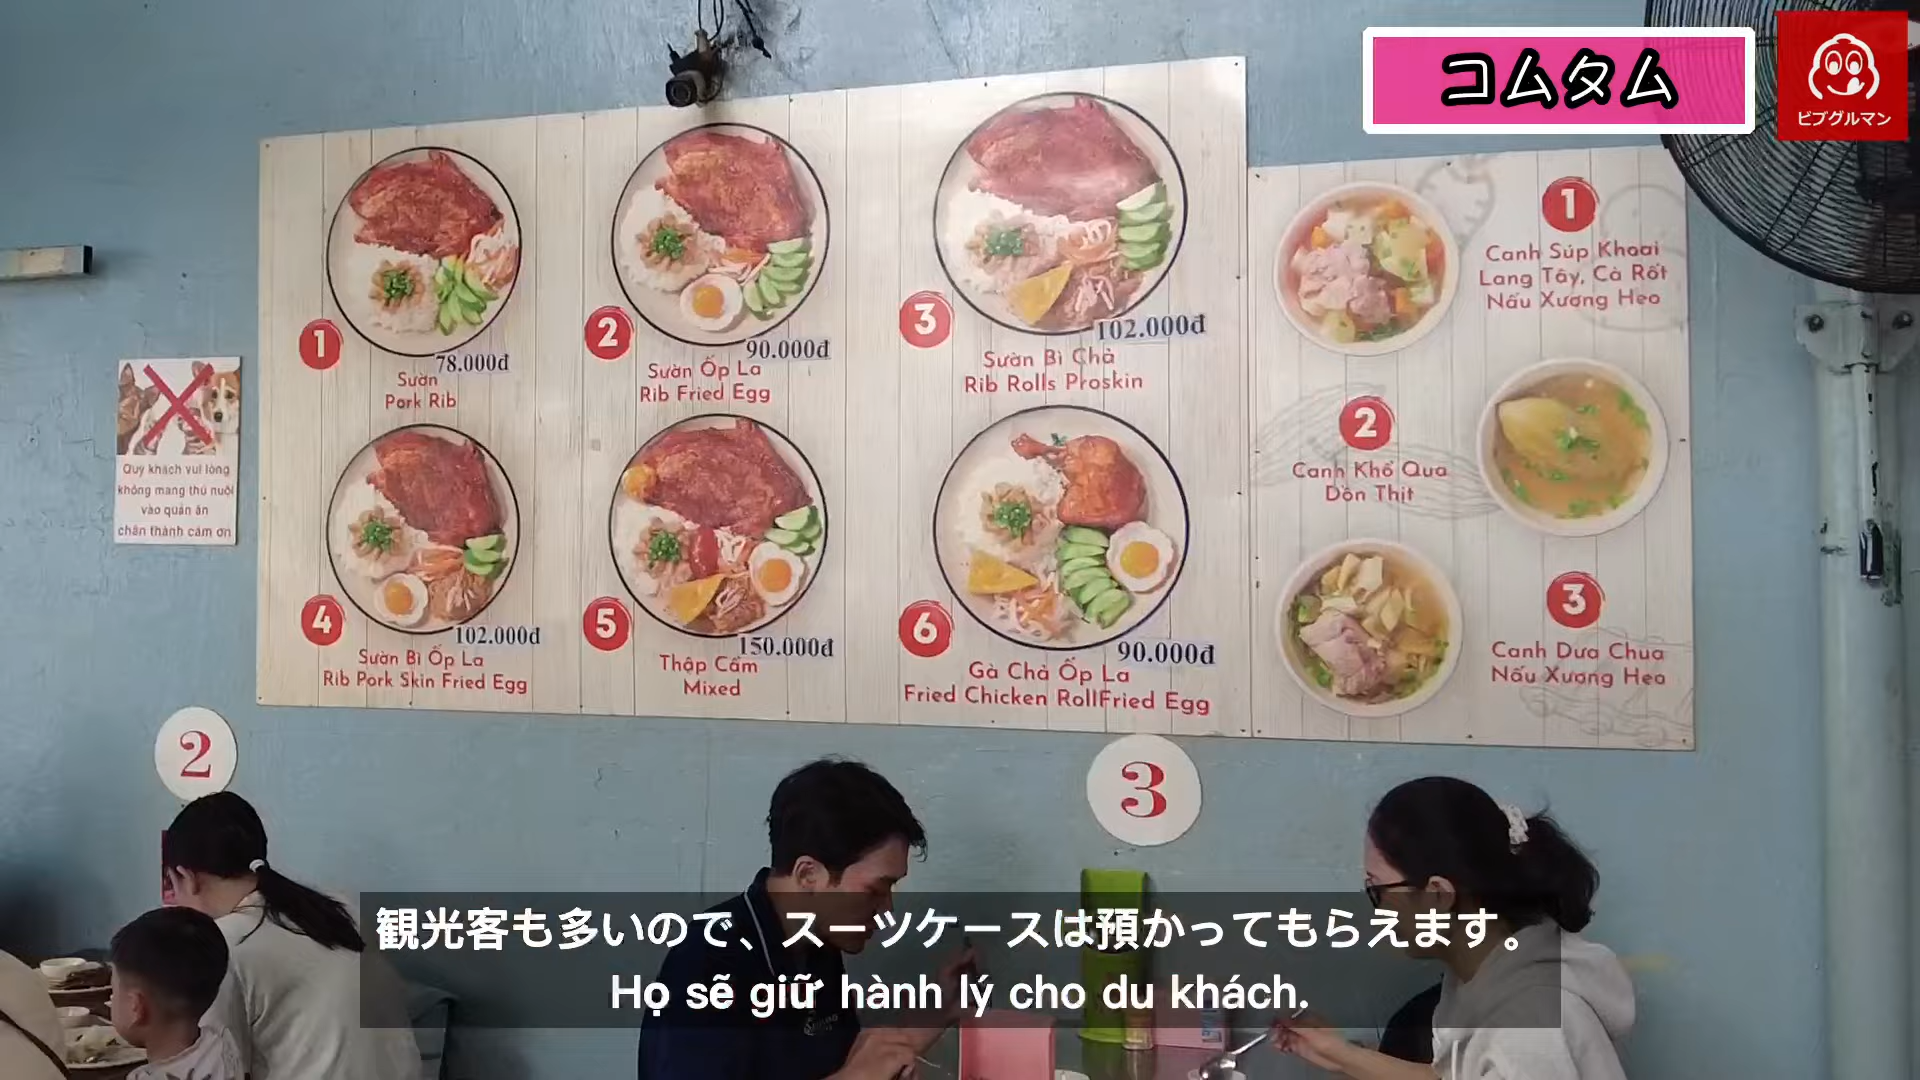 コムタム
ビブグルマン
1
78.000đ
Sườn
Pork Rib
2
90.000đ
Sườn Ốp La
Rib Fried Egg
3
102.000đ
Sườn Bì Chả
Rib Rolls Proskin
4
102.000đ
Sườn Bì Ốp La
Rib Pork Skin Fried Egg
5
150.000đ
Thập Cẩm
Mixed
6
90.000đ
Gà Chả Ốp La
Fried Chicken RollFried Egg
1
Canh Súp Khoai
Lang Tây, Cà Rốt
Nấu Xương Heo
2
Canh Khổ Qua
Dồn Thịt
3
Canh Dưa Chua
Nấu Xương Heo
Quý khách vui lòng
không mang thú nuôi
vào quán ăn
chân thành cảm ơn
2
3
観光客も多いので、スーツケースは預かってもらえます。
Họ sẽ giữ hành lý cho du khách.